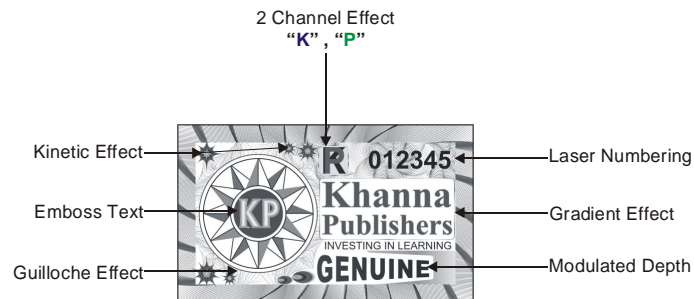 2 Channel Effect
“K” , “P”
Kinetic Effect
012345
Laser Numbering
Emboss Text
KP
Khanna
Publishers
INVESTING IN LEARNING
Gradient Effect
Guilloche Effect
GENUINE
Modulated Depth